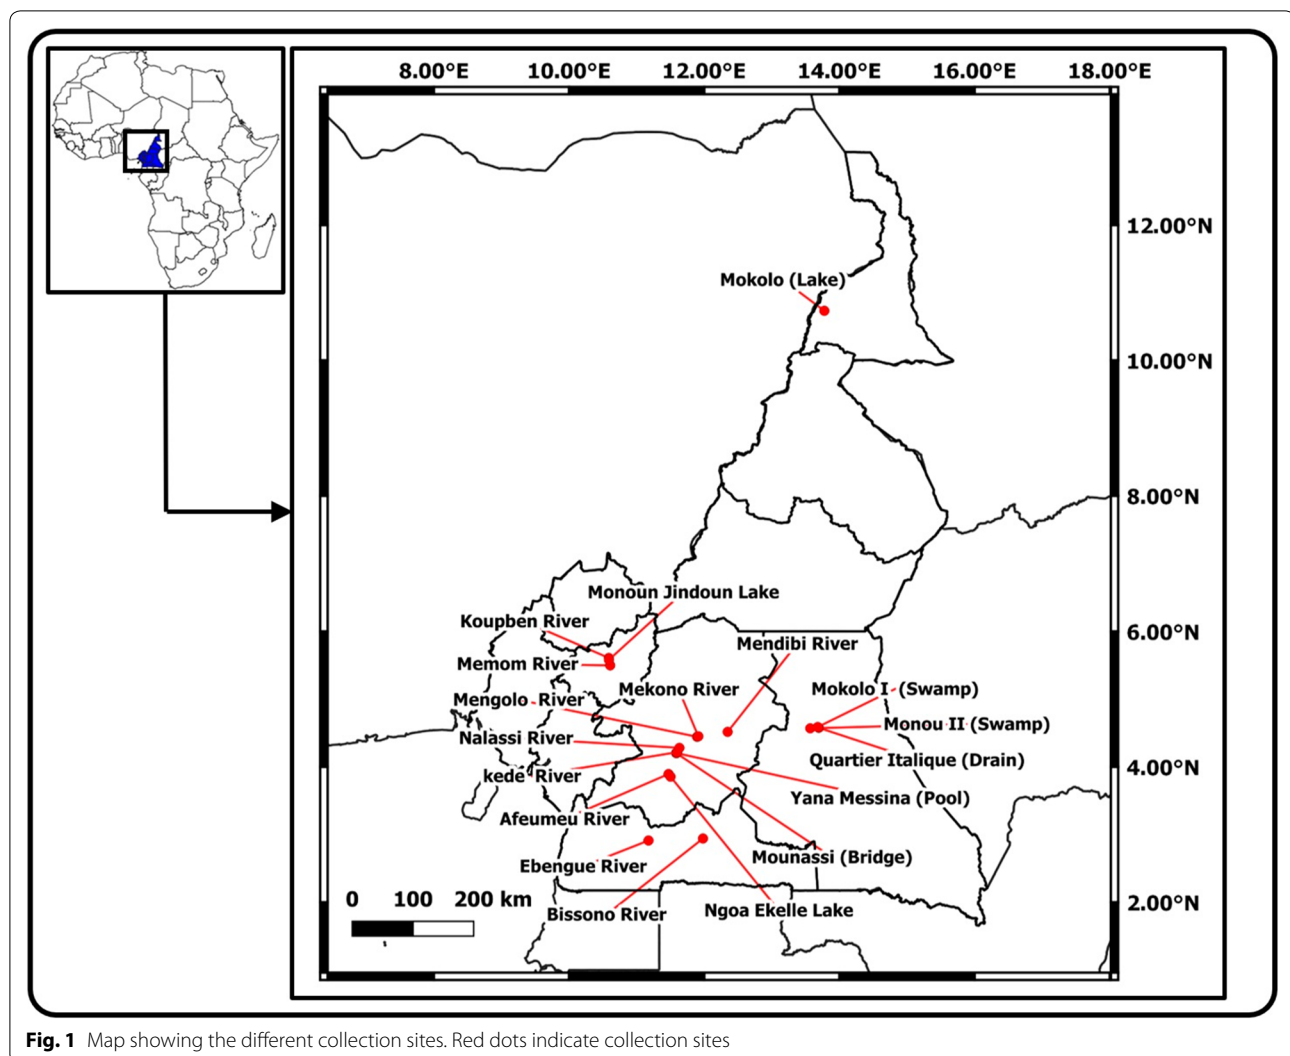 8.00°E 10.00°E 12.00°E 14.00°E 16.00°E 18.00°E
12.00°N
Mokolo (Lake)
10.00°N
8.00°N
Monoun Jindoun Lake
Koupben River
6.00°N
Mendibi River
Memom River
Mekono River
Mokolo I (Swamp)
Mengolo River
Monou II (Swamp)
Nalassi River
Quartier Italique (Drain)
4.00°N
kede River
Yana Messina (Pool)
Afeumeu River
Mounassi (Bridge)
Ebengue River
0 100 200 km
2.00°N
Bissono River
Ngoa Ekelle Lake
Fig. 1 Map showing the different collection sites. Red dots indicate collection sites